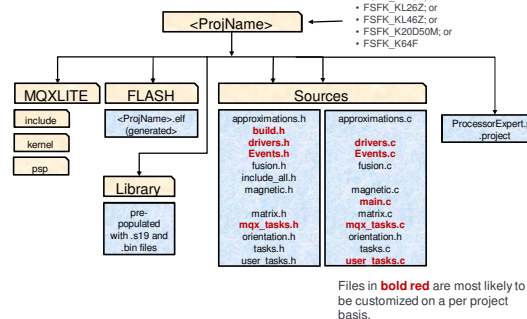 • FSFK_KL26Z; or
• FSFK_KL46Z; or
• FSFK_K20D50M; or
• FSFK_K64F
<ProjName>
MQXLITE
include
kernel
psp
FLASH
<ProjName>.elf
(generated)
Library
pre-
populated
with .s19 and
.bin files
Sources
approximations.h
build.h
drivers.h
Events.h
fusion.h
include_all.h
magnetic.h
matrix.h
mqx_tasks.h
orientation.h
tasks.h
user_tasks.h
approximations.c
drivers.c
Events.c
fusion.c
magnetic.c
main.c
matrix.c
mqx_tasks.c
orientation.h
tasks.c
user_tasks.c
ProcessorExpert.
.project
Files in bold red are most likely to
be customized on a per project
basis.